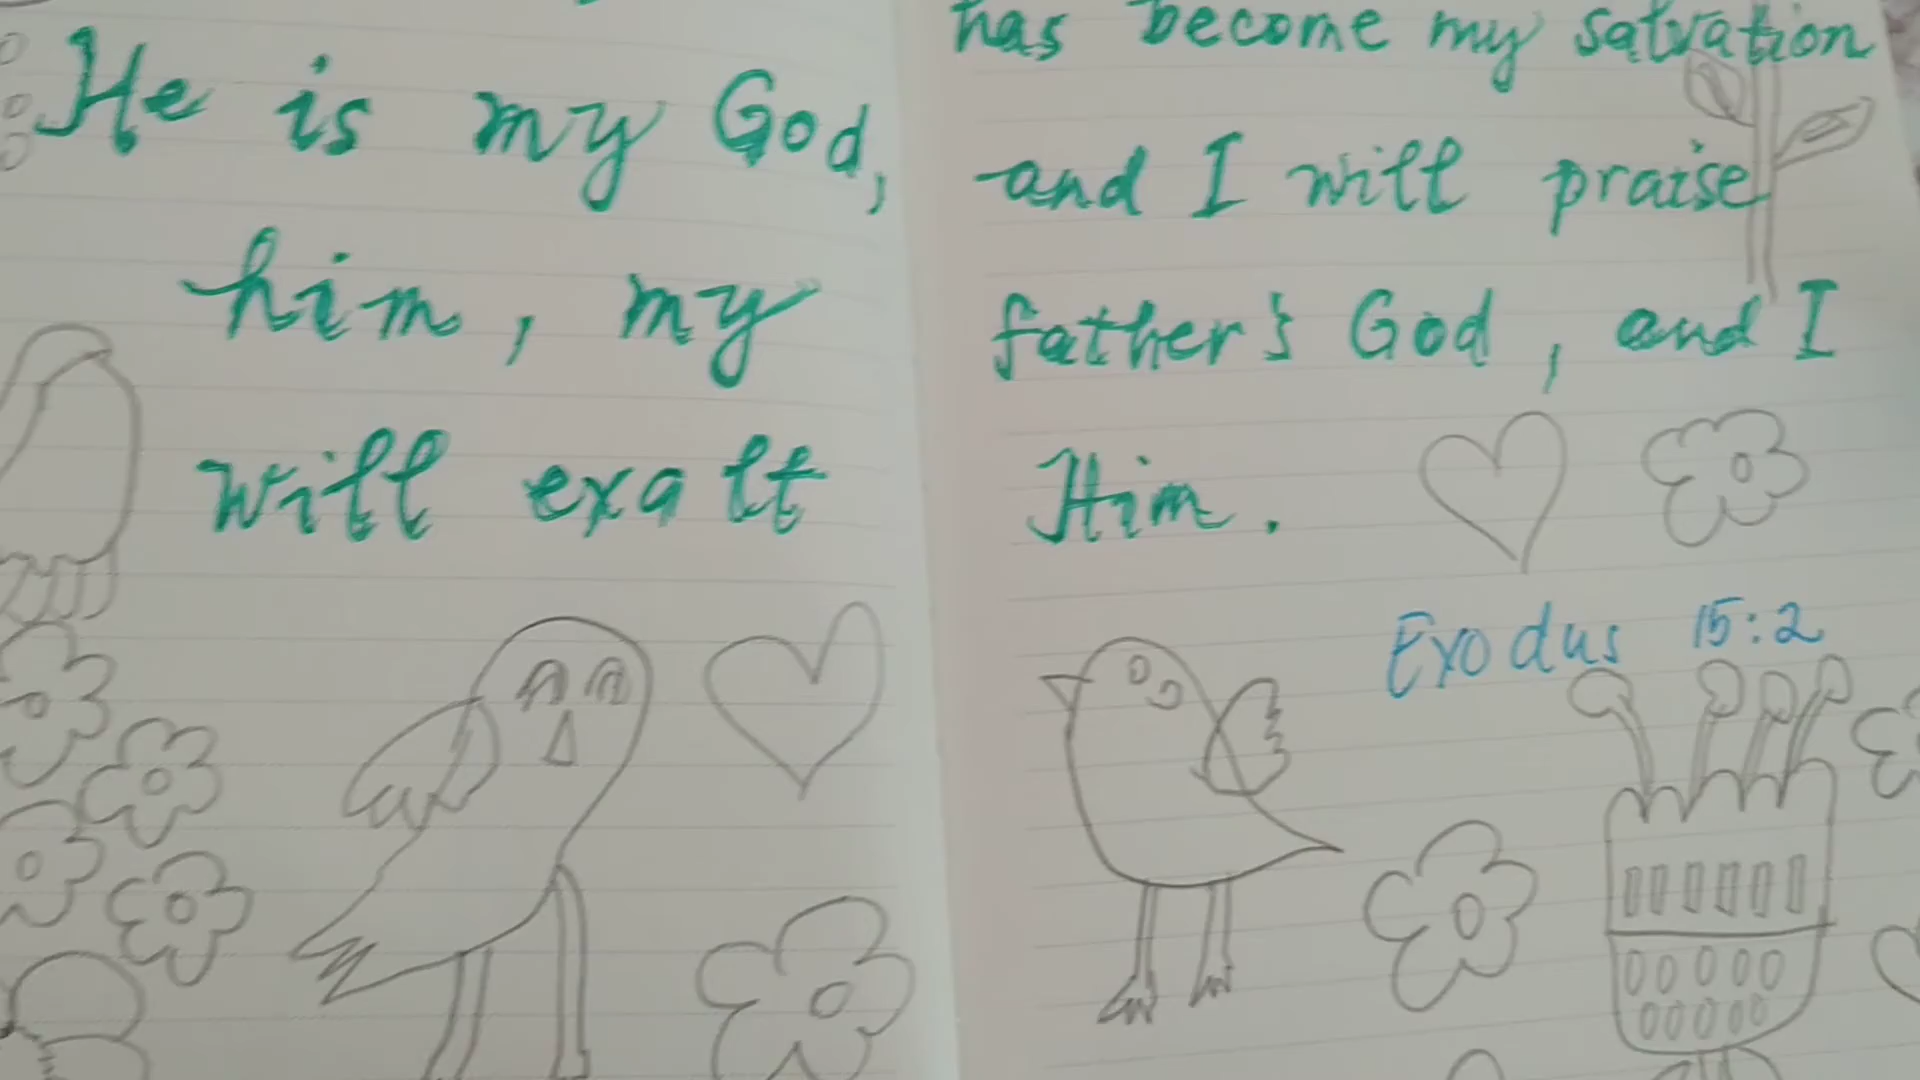 has become my salvation
He is my God, and I will praise
him, my father's God, and I
will exalt Him.
Exodus 15:2